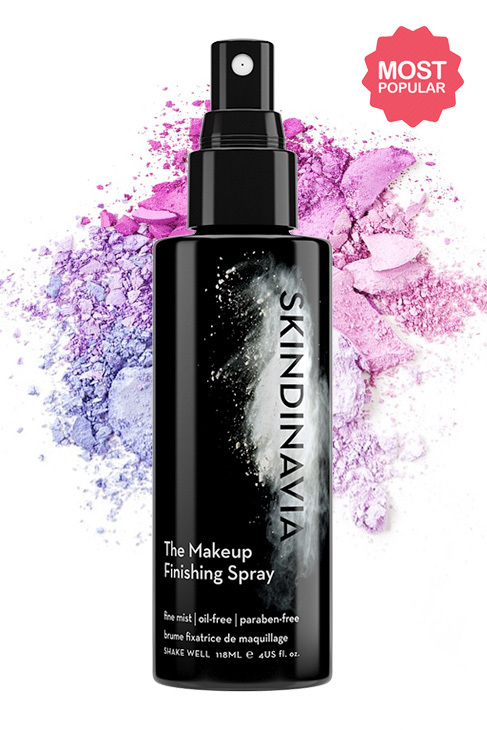 MOST
POPULAR
SKINDINAVIA
The Makeup
Finishing Spray
fine mist | oil-free | paraben-free
brume fixatrice de maquillage
SHAKE WELL 118ML e 4US fl. oz.